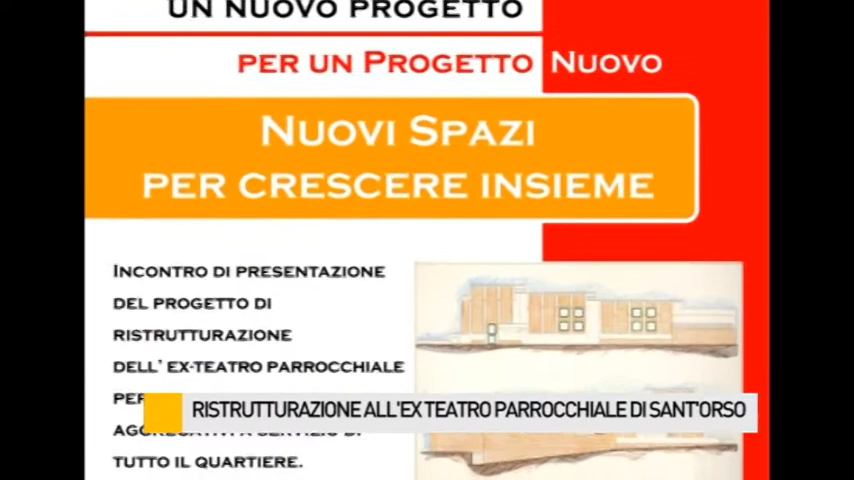 UN NUOVO PROGETTO
PER UN PROGETTO NUOVO
NUOVI SPAZI
PER CRESCERE INSIEME
INCONTRO DI PRESENTAZIONE
DEL PROGETTO DI
RISTRUTTURAZIONE
DELL' EX-TEATRO PARROCCHIALE
RISTRUTTURAZIONE ALL'EX TEATRO PARROCCHIALE DI SANT'ORSO
TUTTO IL QUARTIERE.